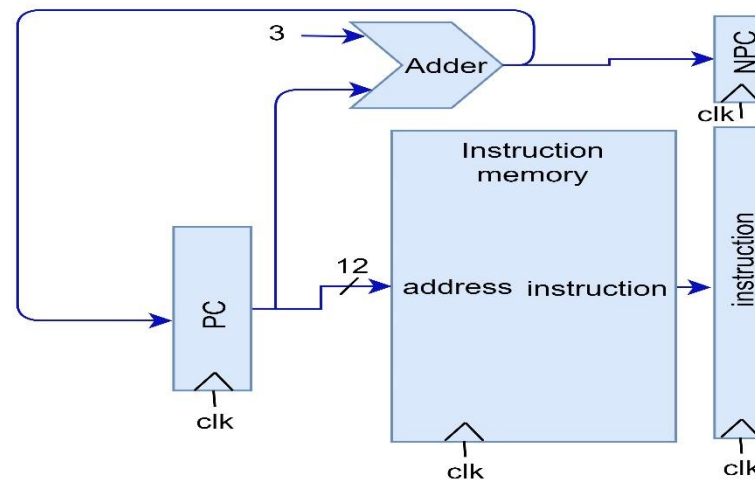 3
Adder
NPC
clk
Instruction
memory
12
address instruction
PC
instruction
clk
clk
clk